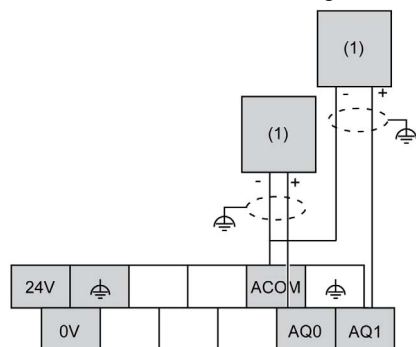 (1)
- +
(1)
- +
24V ACOM
0V AQ0 AQ1